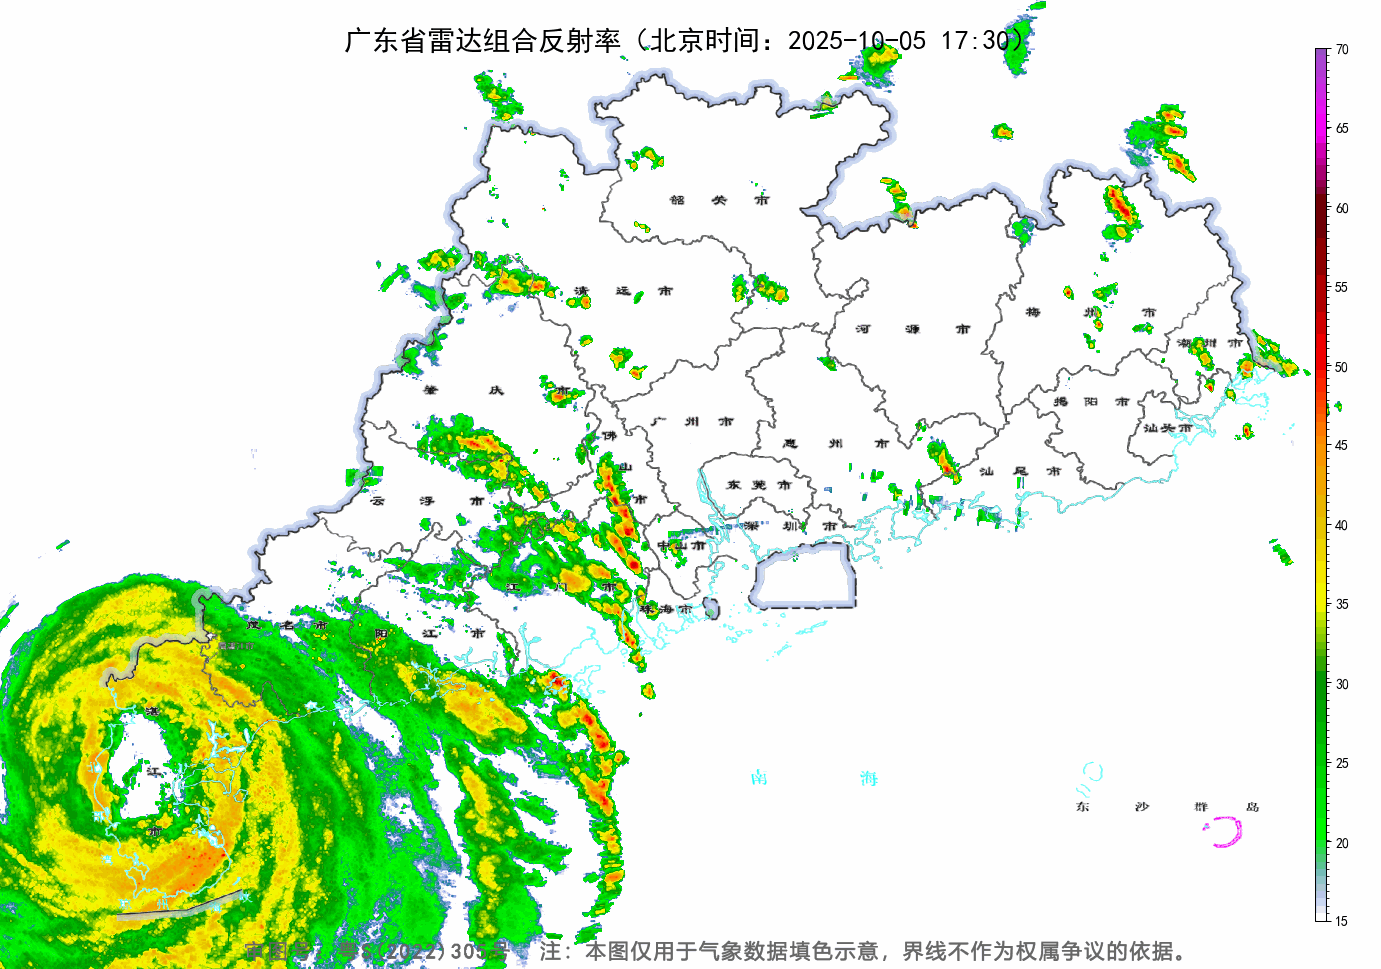 广东省雷达组合反射率（北京时间：2025-10-05 17:30）
70
65
60
55
50
45
40
35
30
25
20
15
韶 关 市
清 远 市
河 源 市
梅 州 市
潮 州 市
肇 庆 市
揭 阳 市
汕 头 市
广 州 市
佛 山 市
惠 州 市
汕 尾 市
东 莞 市
云 浮 市
深 圳 市
中 山 市
江 门 市
珠 海 市
茂 名 市
阳 江 市
湛 江 市
南 海
东 沙 群 岛
审图号：粤S(2022)305号 注：本图仅用于气象数据填色示意，界线不作为权属争议的依据。